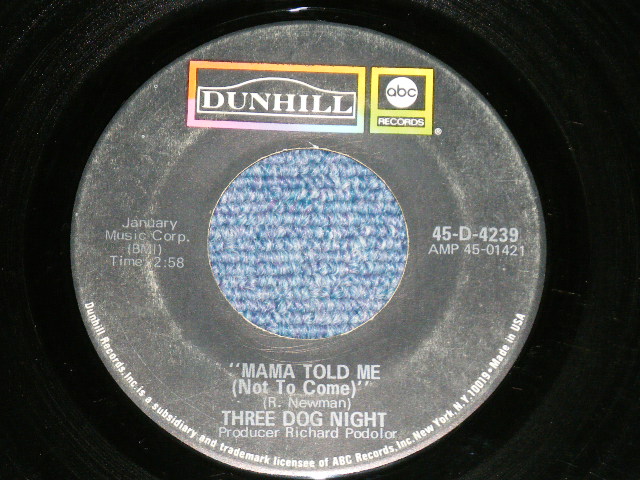 DUNHILL
abc
RECORDS
®
January
Music Corp.
(BMI)
Time: 2:58
45-D-4239
AMP 45-01421
"MAMA TOLD ME
(Not To Come)"
(R. Newman)
THREE DOG NIGHT
Producer Richard Podolor
Dunhill Records, Inc. is a subsidiary and trademark licensee of ABC Records, Inc. New York, N.Y. 10019 • Made in USA